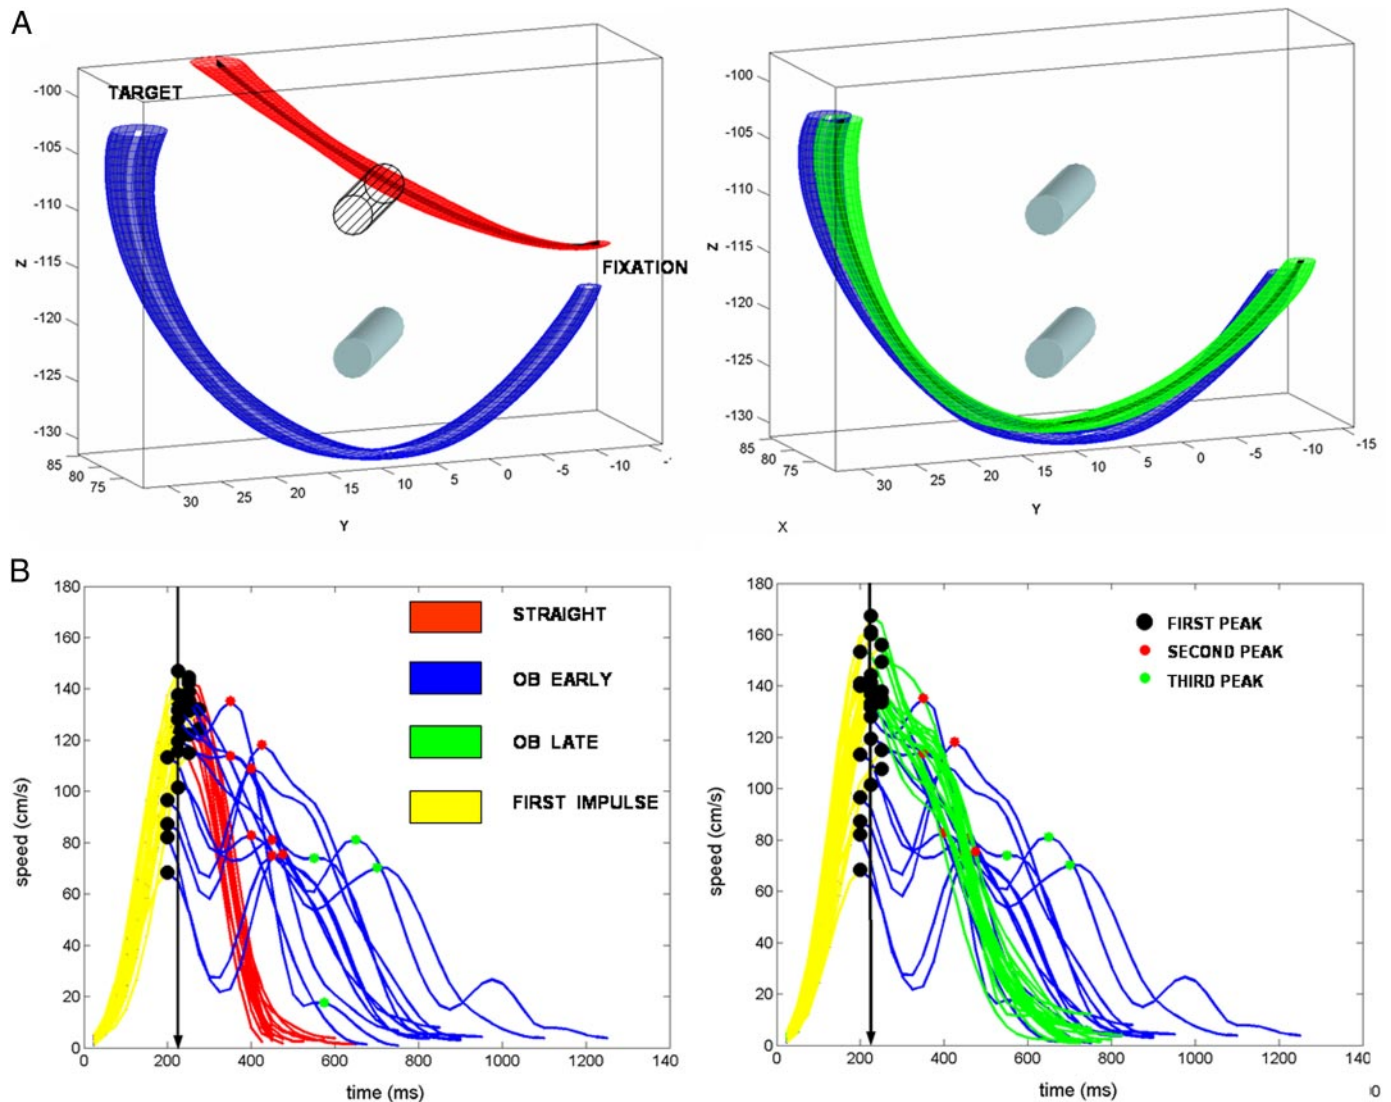 A
TARGET
FIXATION
-100
-105
-110
-115
-120
-125
-130
Z
85
80
75
30
25
20
15
10
5
0
-5
-10
-
Y
-100
-105
-110
-115
-120
-125
-130
Z
85
80
75
30
25
20
15
10
5
0
-5
-10
-15
Y
X
B
180
160
140
120
100
80
60
40
20
0
speed (cm/s)
0 200 400 600 800 1000 1200 140
time (ms)
STRAIGHT
OB EARLY
OB LATE
FIRST IMPULSE
180
160
140
120
100
80
60
40
20
0
speed (cm/s)
0 200 400 600 800 1000 1200 140
time (ms)
FIRST PEAK
SECOND PEAK
THIRD PEAK